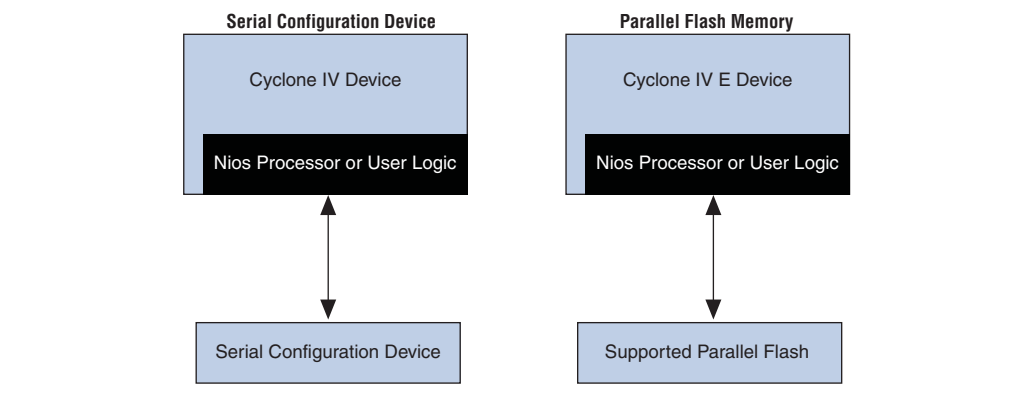 Serial Configuration Device
Cyclone IV Device
Nios Processor or User Logic
Serial Configuration Device
Parallel Flash Memory
Cyclone IV E Device
Nios Processor or User Logic
Supported Parallel Flash